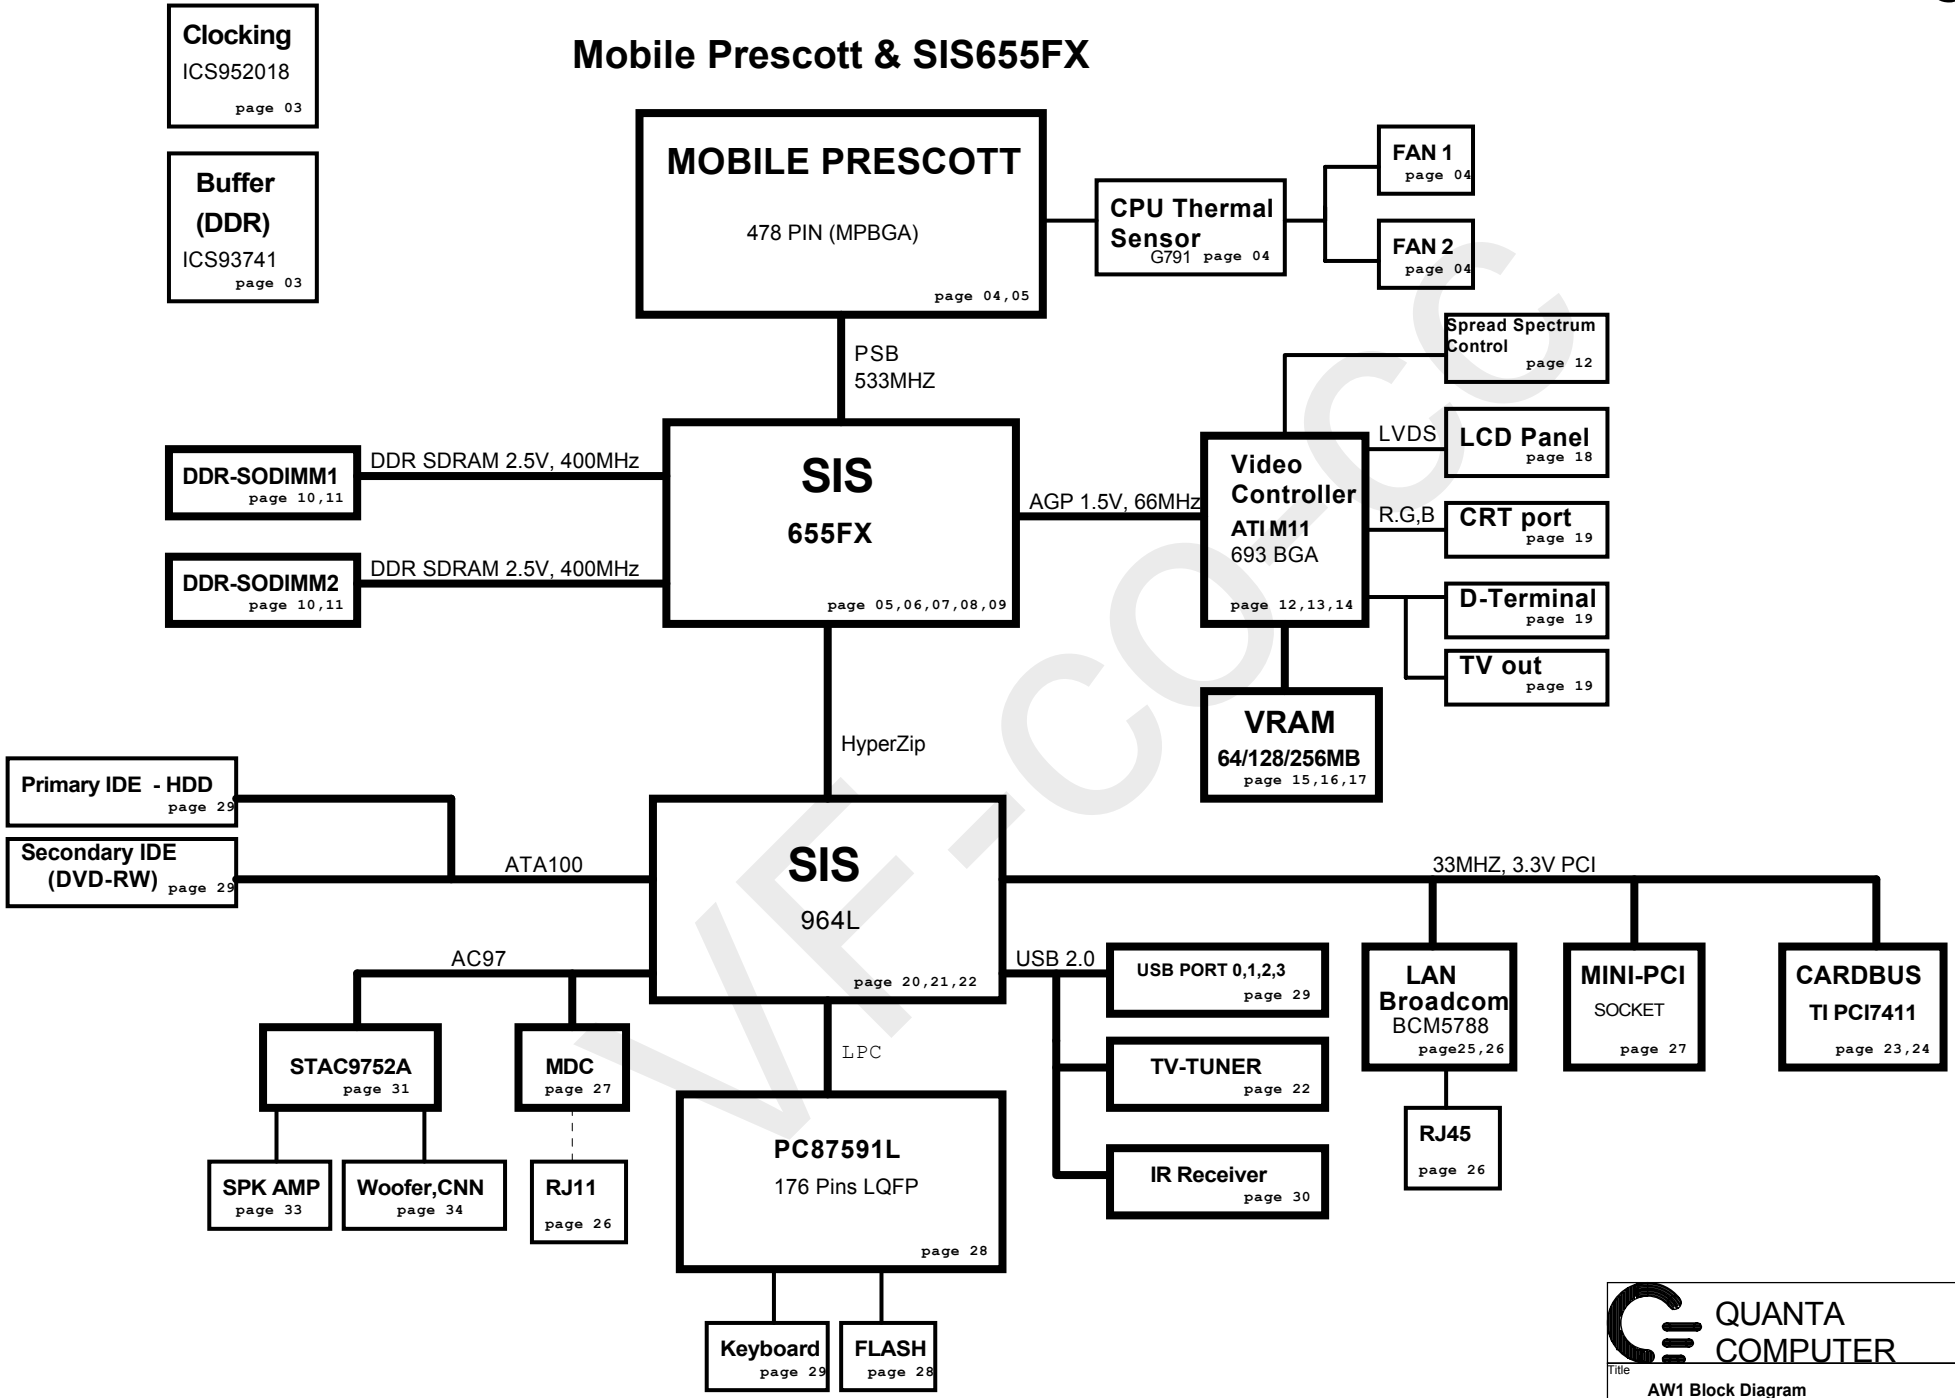 Mobile Prescott & SIS655FX
Clocking
ICS952018
page 03
Buffer
(DDR)
ICS93741
page 03
MOBILE PRESCOTT
478 PIN (MPBGA)
page 04,05
CPU Thermal
Sensor
G791 page 04
FAN 1
page 04
FAN 2
page 04
PSB
533MHZ
Spread Spectrum
Control
page 12
DDR-SODIMM1
page 10,11
DDR SDRAM 2.5V, 400MHz
DDR-SODIMM2
page 10,11
DDR SDRAM 2.5V, 400MHz
SIS
655FX
page 05,06,07,08,09
AGP 1.5V, 66MHz
Video
Controller
ATI M11
693 BGA
page 12,13,14
LVDS
LCD Panel
page 18
R.G,B
CRT port
page 19
D-Terminal
page 19
TV out
page 19
VRAM
64/128/256MB
page 15,16,17
HyperZip
Primary IDE - HDD
page 29
Secondary IDE
(DVD-RW) page 29
ATA100
SIS
964L
page 20,21,22
33MHZ, 3.3V PCI
AC97
USB 2.0
USB PORT 0,1,2,3
page 29
LAN
Broadcom
BCM5788
page25,26
MINI-PCI
SOCKET
page 27
CARDBUS
TI PCI7411
page 23,24
STAC9752A
page 31
MDC
page 27
LPC
TV-TUNER
page 22
PC87591L
176 Pins LQFP
page 28
IR Receiver
page 30
RJ45
page 26
SPK AMP
page 33
Woofer,CNN
page 34
RJ11
page 26
Keyboard
page 29
FLASH
page 28
VF-co-cc
QUANTA
COMPUTER
Title
AW1 Block Diagram